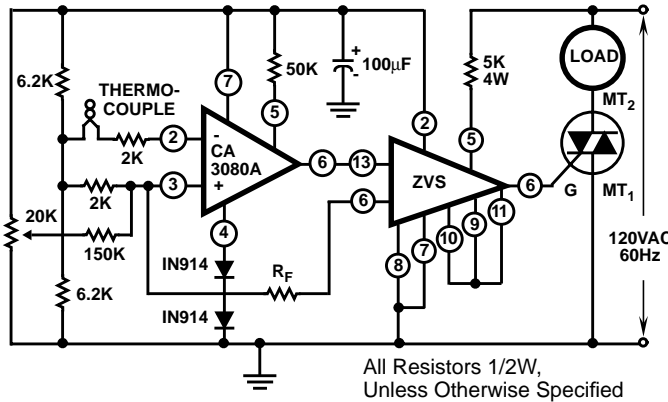 6.2K
THERMO-
COUPLE
7
50K
5
+
-
100µF
5K
4W
LOAD
MT2
2
-
CA
3080A
+
2K
2
3
2K
6
13
ZVS
5
6
G
MT1
20K
150K
4
6
8
7
10
9
11
120VAC
60Hz
6.2K
IN914
RF
IN914
All Resistors 1/2W,
Unless Otherwise Specified